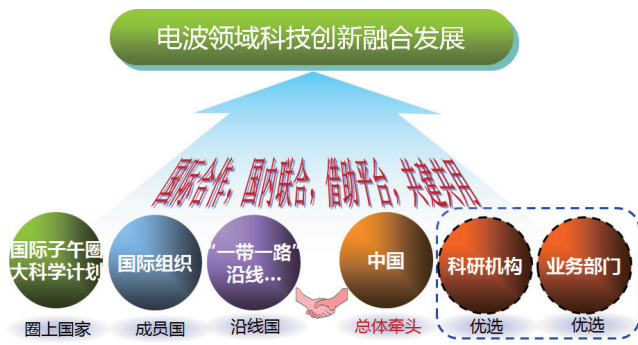 电波领域科技创新融合发展
国际合作，国内联合，借助平台、共建共用
国际子午圈
大科学计划
国际组织
“一带一路”
沿线...
中国
科研机构
业务部门
圈上国家
成员国
沿线国
总体牵头
优选
优选